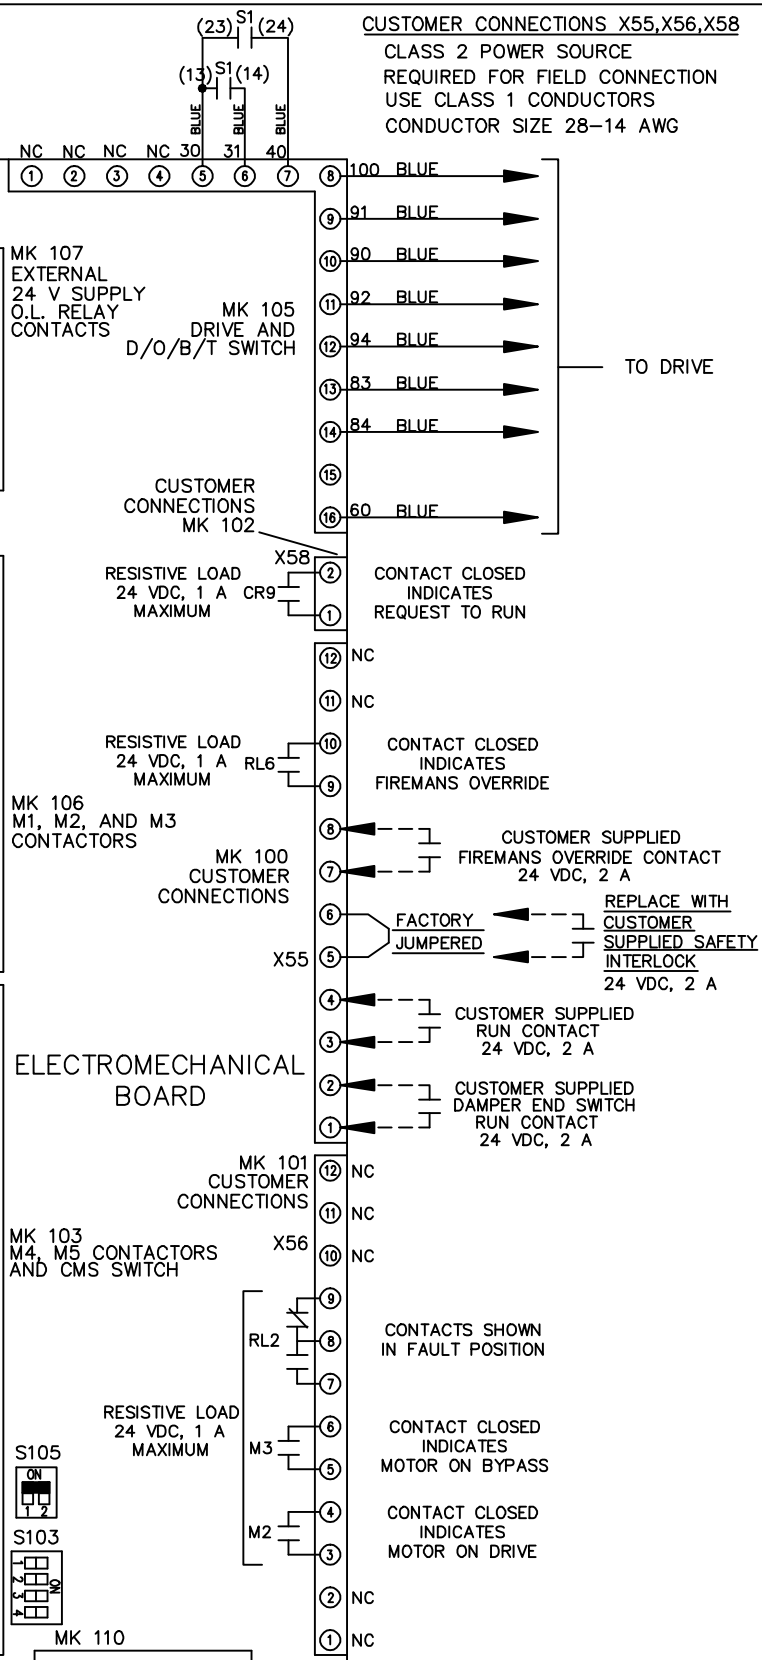 CUSTOMER CONNECTIONS X55,X56,X58
CLASS 2 POWER SOURCE
REQUIRED FOR FIELD CONNECTION
USE CLASS 1 CONDUCTORS
CONDUCTOR SIZE 28-14 AWG
(23) S1 (24)
(13) S1 (14)
BLUE BLUE BLUE
NC NC NC NC 30 31 40
1 2 3 4 5 6 7
8 100 BLUE
9 91 BLUE
10 90 BLUE
11 92 BLUE
12 94 BLUE
13 83 BLUE
14 84 BLUE
15
16 60 BLUE
TO DRIVE
MK 107
EXTERNAL
24 V SUPPLY
O.L. RELAY
CONTACTS
MK 105
DRIVE AND
D/O/B/T SWITCH
CUSTOMER
CONNECTIONS
MK 102
X58
2
1
RESISTIVE LOAD
24 VDC, 1 A
MAXIMUM
CR9
CONTACT CLOSED
INDICATES
REQUEST TO RUN
12 NC
11 NC
10
9
RESISTIVE LOAD
24 VDC, 1 A
MAXIMUM
RL6
CONTACT CLOSED
INDICATES
FIREMANS OVERRIDE
MK 106
M1, M2, AND M3
CONTACTORS
8
7
MK 100
CUSTOMER
CONNECTIONS
CUSTOMER SUPPLIED
FIREMANS OVERRIDE CONTACT
24 VDC, 2 A
6
5
X55
FACTORY
JUMPERED
REPLACE WITH
CUSTOMER
SUPPLIED SAFETY
INTERLOCK
24 VDC, 2 A
4
3
CUSTOMER SUPPLIED
RUN CONTACT
24 VDC, 2 A
ELECTROMECHANICAL
BOARD
2
1
CUSTOMER SUPPLIED
DAMPER END SWITCH
RUN CONTACT
24 VDC, 2 A
MK 101
CUSTOMER
CONNECTIONS
12 NC
11 NC
10 NC
X56
MK 103
M4, M5 CONTACTORS
AND CMS SWITCH
9
8
7
RL2
CONTACTS SHOWN
IN FAULT POSITION
RESISTIVE LOAD
24 VDC, 1 A
MAXIMUM
6
5
M3
CONTACT CLOSED
INDICATES
MOTOR ON BYPASS
4
3
M2
CONTACT CLOSED
INDICATES
MOTOR ON DRIVE
2 NC
1 NC
S105
ON
1 2
S103
1
2
3
4
ON
MK 110